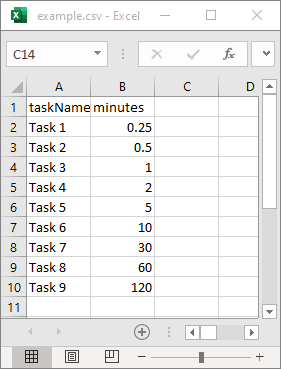 example.csv - Excel
C14
fx
A B C D
1 taskName minutes
2 Task 1 0.25
3 Task 2 0.5
4 Task 3 1
5 Task 4 2
6 Task 5 5
7 Task 6 10
8 Task 7 30
9 Task 8 60
10 Task 9 120
11